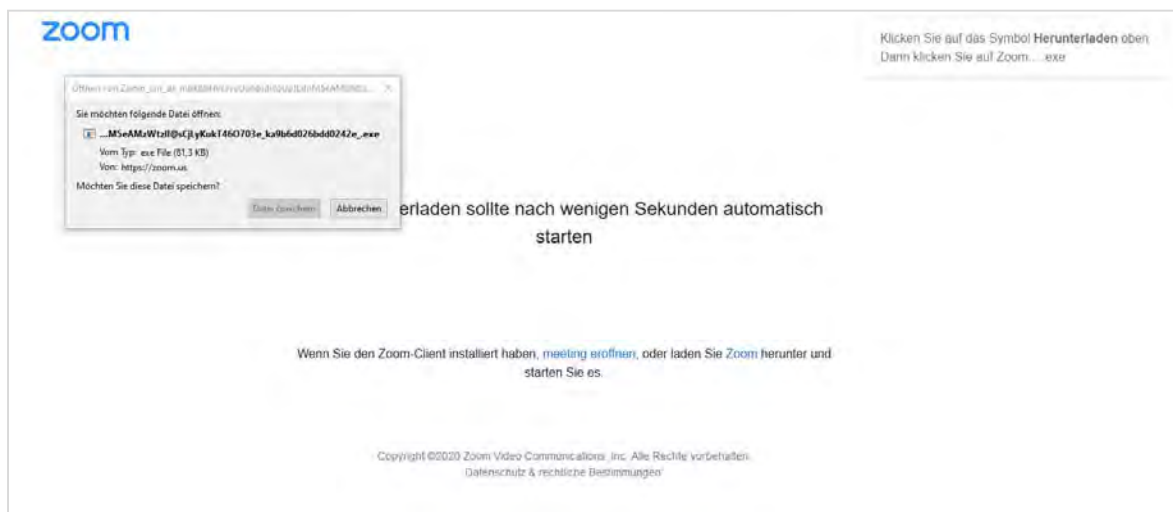 zoom
Klicken Sie auf das Symbol Herunterladen oben
Dann klicken Sie auf Zoom.....exe
Öffnen von
Sie möchten folgende Datei öffnen:
Vom Typ: exe File (81,3 KB)
Von: https://zoom.us
Möchten Sie diese Datei speichern?
Datei speichern Abbrechen
erladen sollte nach wenigen Sekunden automatisch
starten
Wenn Sie den Zoom-Client installiert haben, meeting eröffnen, oder laden Sie Zoom herunter und
starten Sie es.
Copyright ©2020 Zoom Video Communications, Inc. Alle Rechte vorbehalten.
Datenschutz & rechtliche Bestimmungen